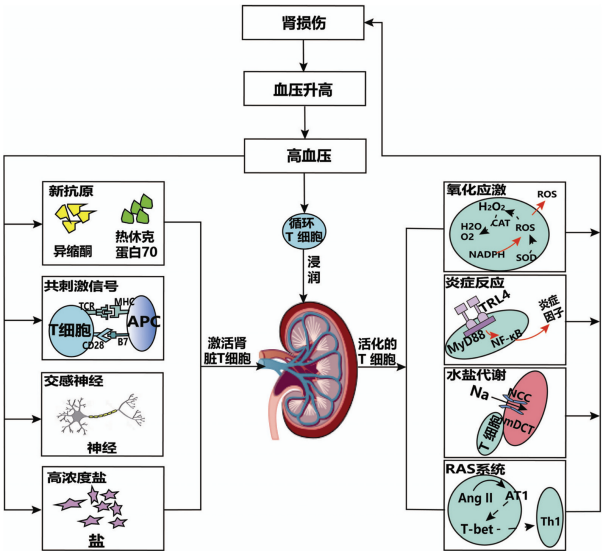 肾损伤
血压升高
高血压
新抗原
异缩酮
热休克
蛋白70
共刺激信号
TCR
MHC
T细胞
APC
CD28
B7
交感神经
神经
高浓度盐
盐
激活肾
脏T细胞
循环
T 细胞
浸
润
活化的
T 细胞
氧化应激
ROS
H₂O₂
CAT
H2O
O2
ROS
NADPH
SOD
炎症反应
TRL4
炎症
因子
MyD88
NF-κB
水盐代谢
Na
NCC
mDCT
T 细胞
RAS系统
Ang II
AT1
T-bet
Th1